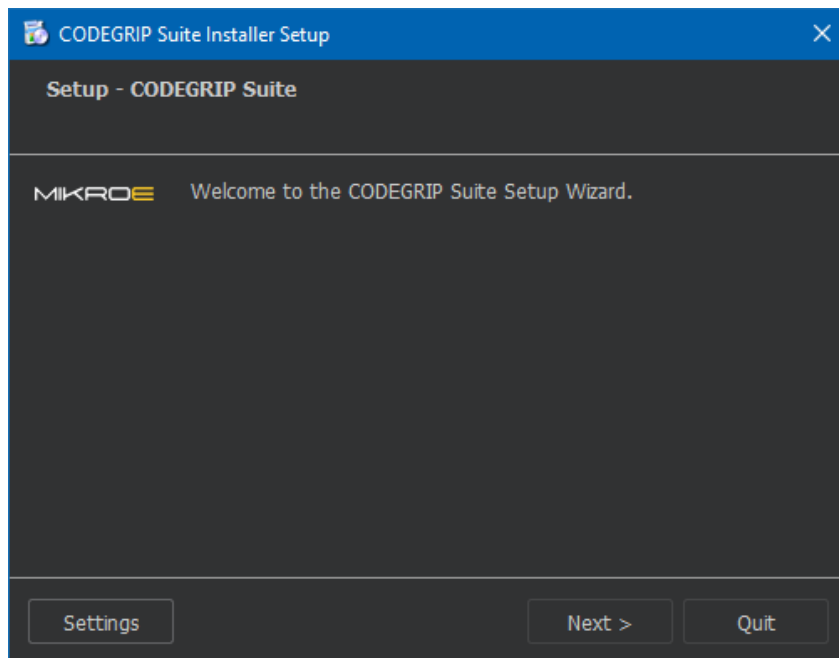 CODEGRIP Suite Installer Setup
Setup - CODEGRIP Suite
MIKROE
Welcome to the CODEGRIP Suite Setup Wizard.
Settings
Next >
Quit